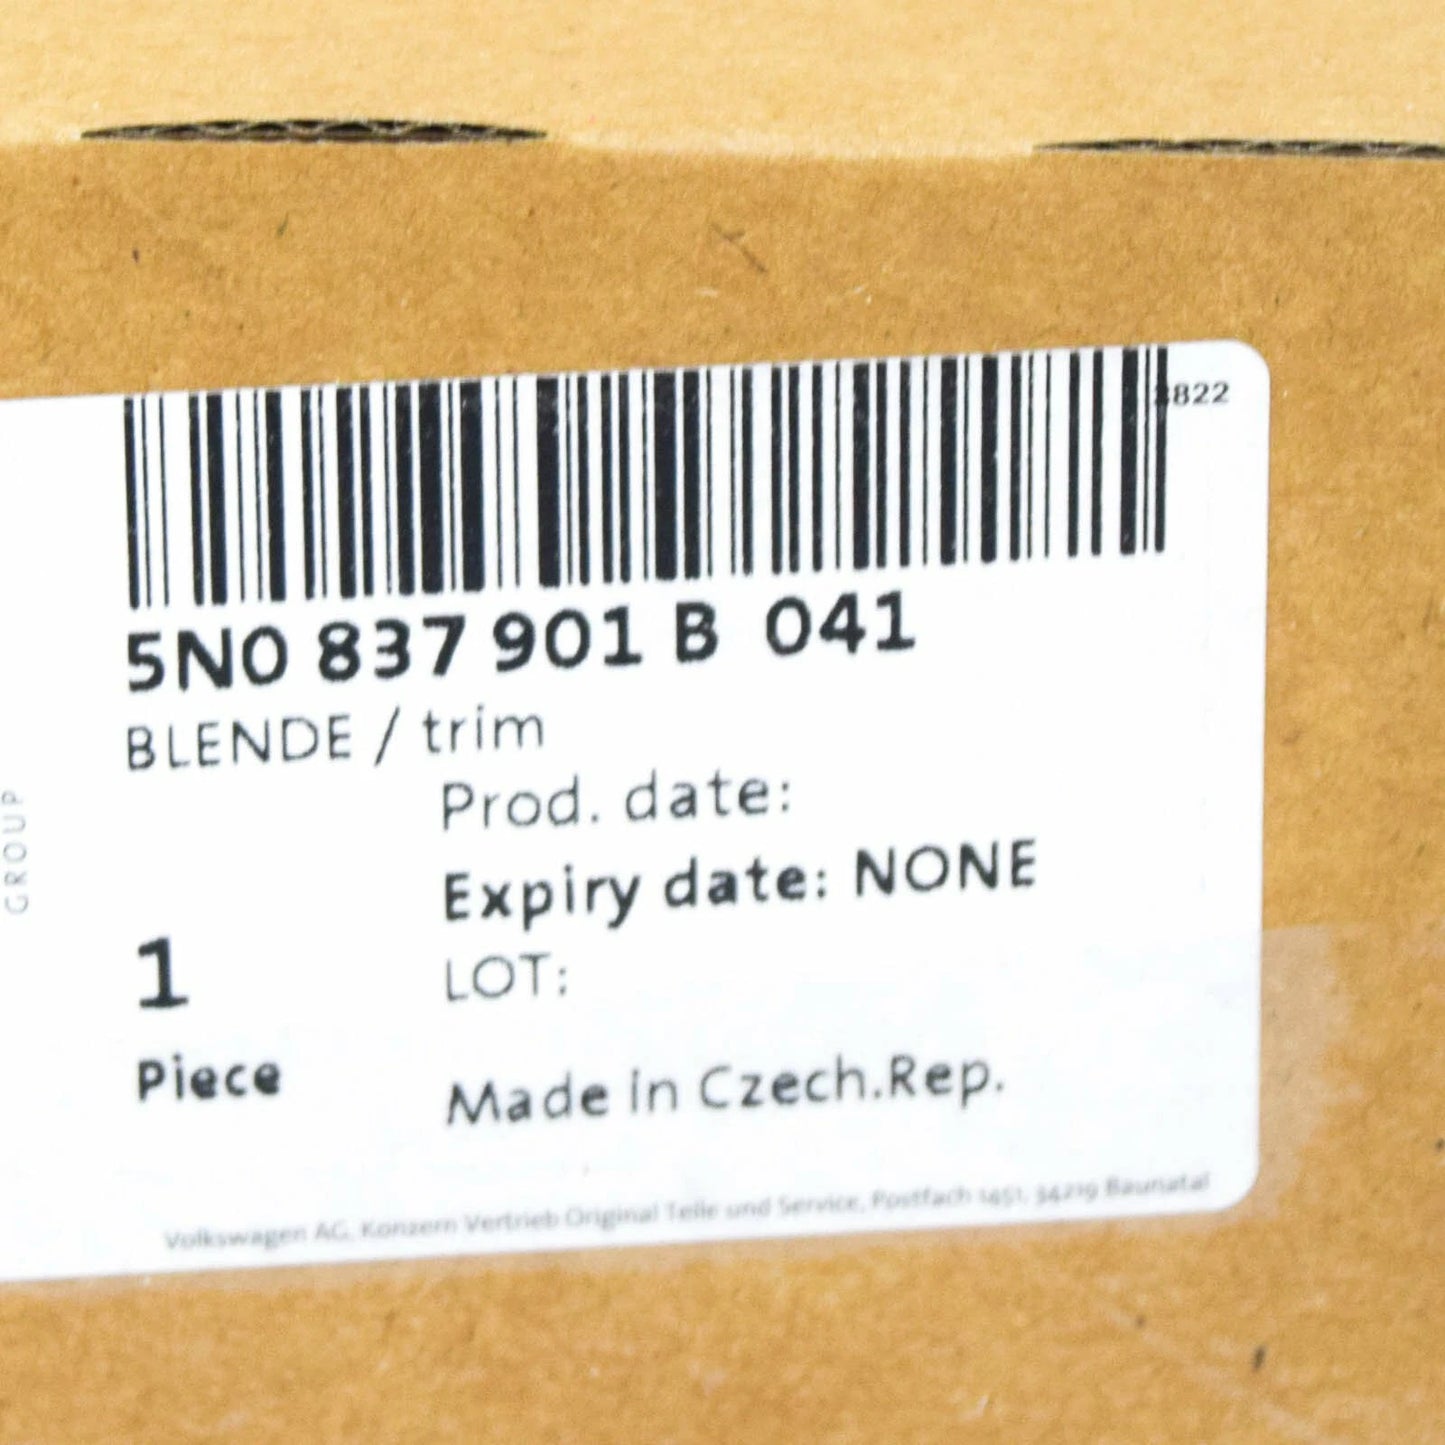 822
5N0 837 901 B 041
BLENDE / trim
Prod. date:
Expiry date: NONE
LOT:
1
Piece
Made in Czech.Rep.
Volkswagen AG, Konzern Vertrieb Original Teile und Service, Postfach 1451, 34219 Baunatal
GROUP